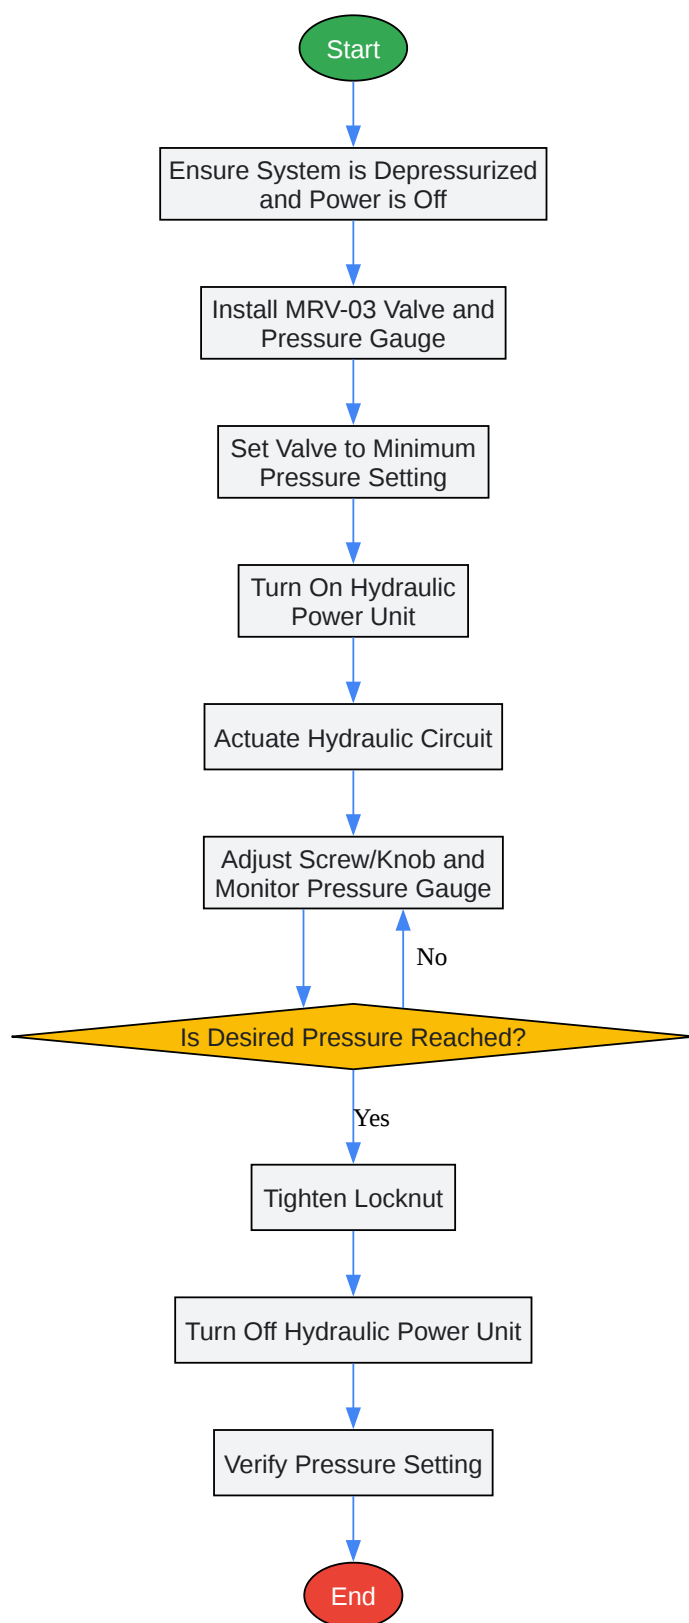 Start
Ensure System is Depressurized
and Power is Off
Install MRV-03 Valve and
Pressure Gauge
Set Valve to Minimum
Pressure Setting
Turn On Hydraulic
Power Unit
Actuate Hydraulic Circuit
Adjust Screw/Knob and
Monitor Pressure Gauge
No
Is Desired Pressure Reached?
Yes
Tighten Locknut
Turn Off Hydraulic Power Unit
Verify Pressure Setting
End